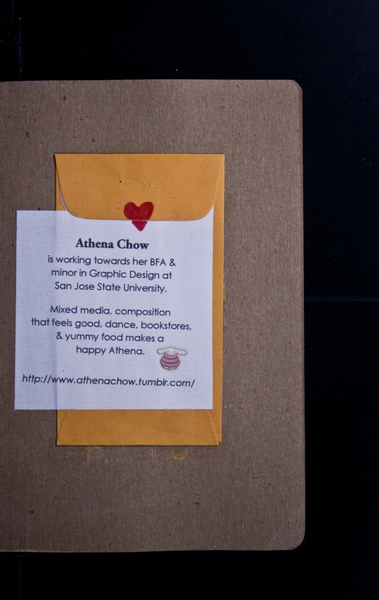 Athena Chow
is working towards her BFA &
minor in Graphic Design at
San Jose State University.
Mixed media, composition
that feels good, dance, bookstores,
& yummy food makes a
happy Athena.
http://www.athenachow.tumblr.com/